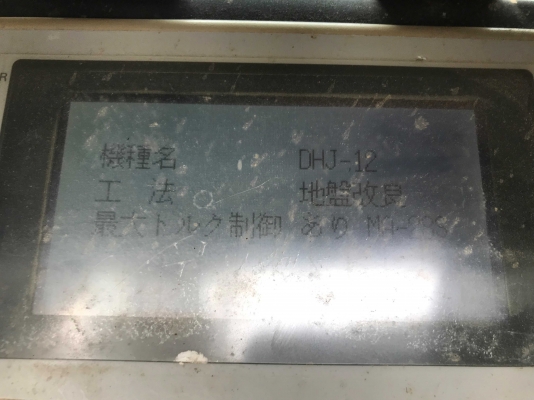 R
機種名 DHJ-12
工 法 地盤改良
最大トルク制御 あり